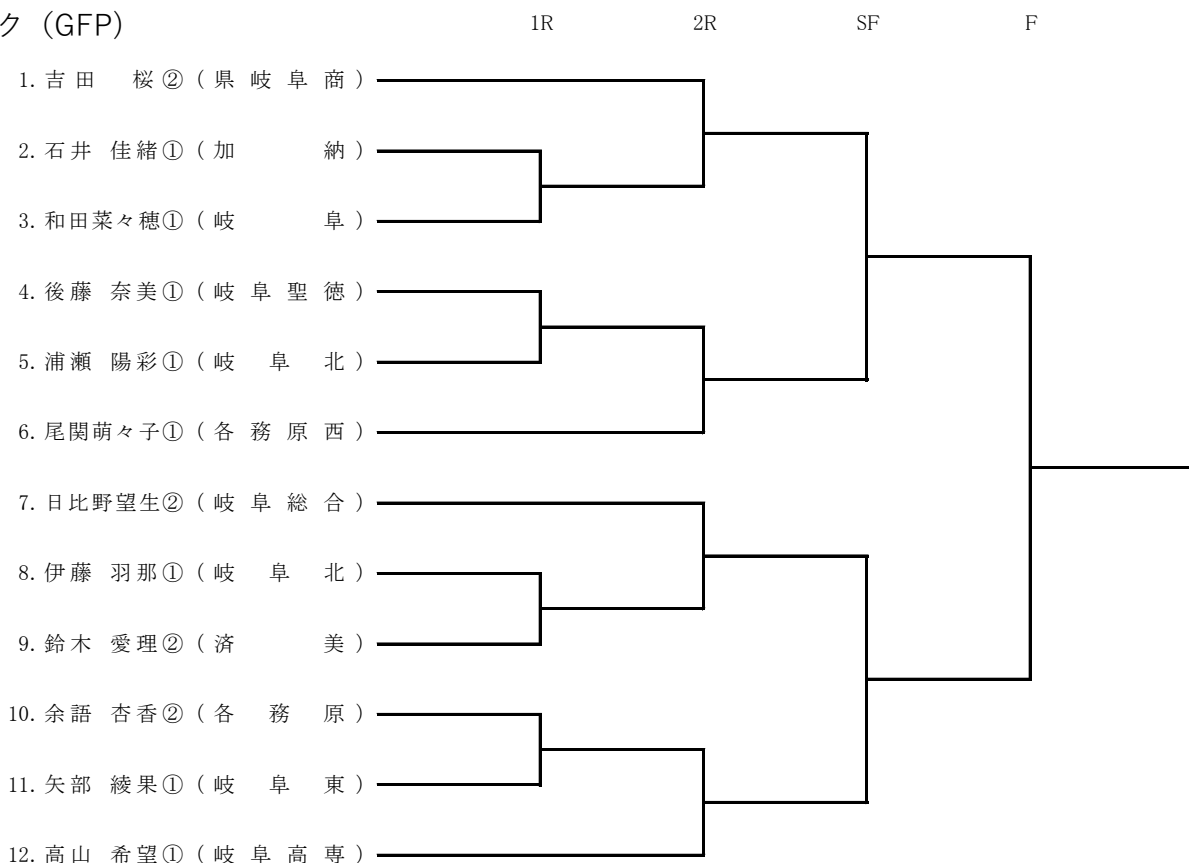 ク (GFP) 1R 2R SF F
1. 吉田 桜② (県岐阜商)
2. 石井 佳緒① (加 納)
3. 和田菜々穂① (岐 阜)
4. 後藤 奈美① (岐阜聖徳)
5. 浦瀬 陽彩① (岐 阜 北)
6. 尾関萌々子① (各務原西)
7. 日比野望生② (岐阜総合)
8. 伊藤 羽那① (岐 阜 北)
9. 鈴木 愛理② (済 美)
10. 余語 杏香② (各 務 原)
11. 矢部 綾果① (岐 阜 東)
12. 高山 希望① (岐阜高専)